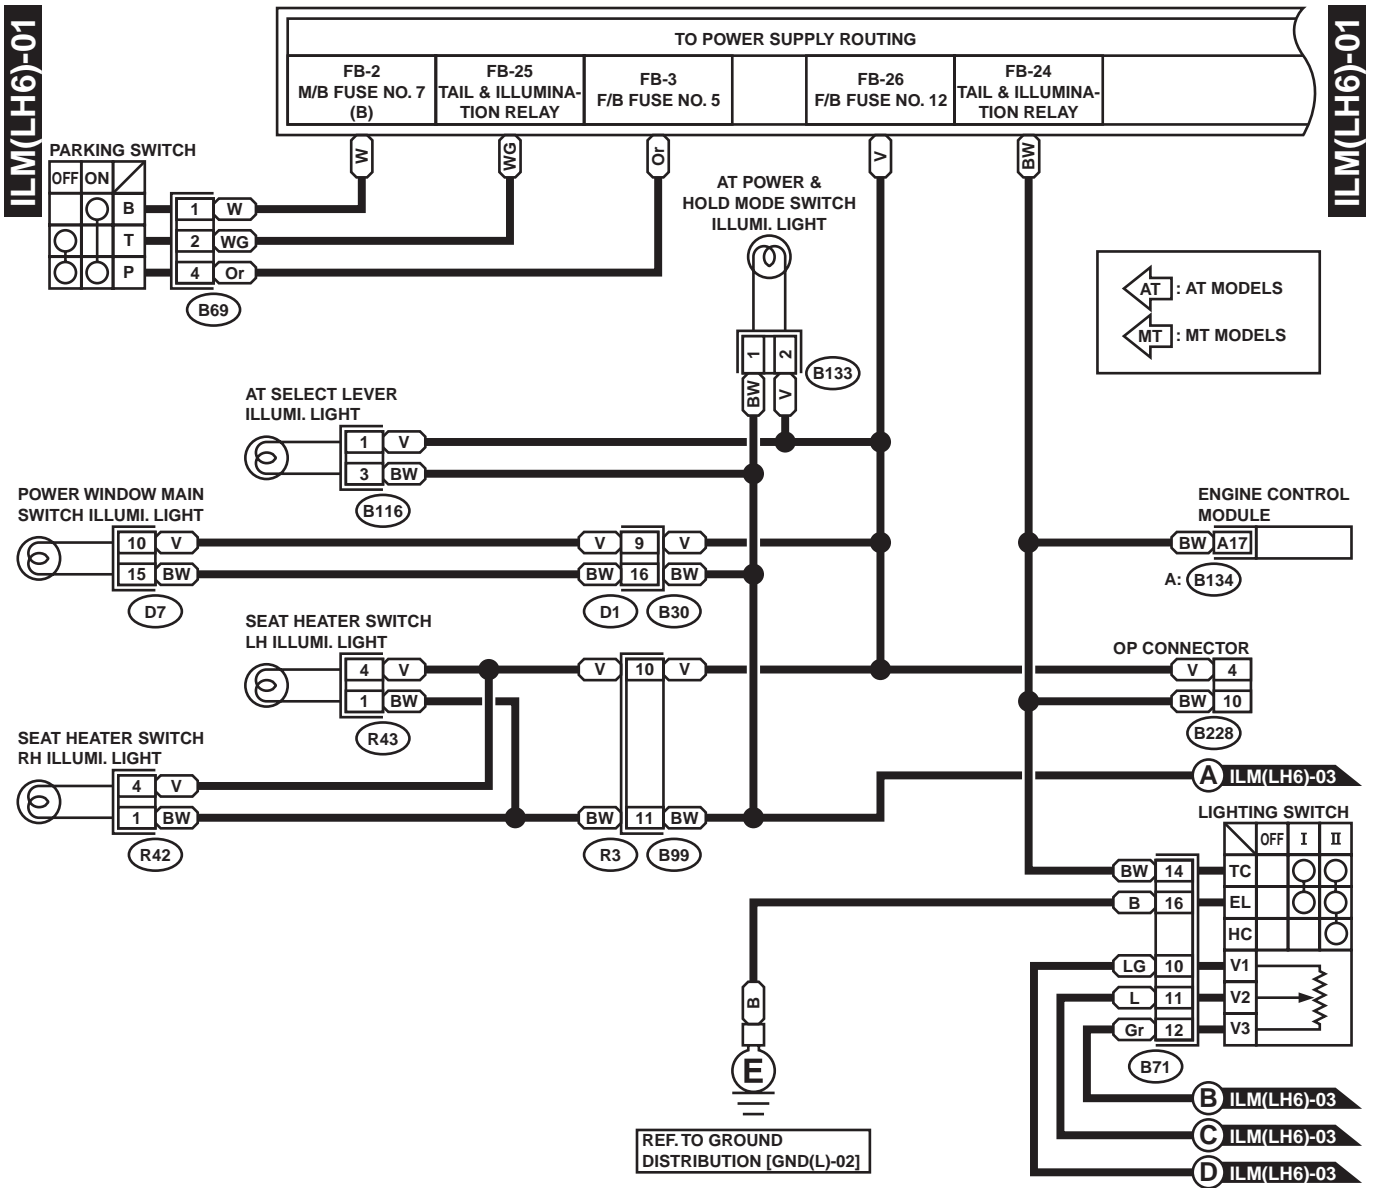 ILM(LH6)-01
ILM(LH6)-01
TO POWER SUPPLY ROUTING
FB-2
M/B FUSE NO. 7
(B)
FB-25
TAIL & ILLUMINA-
TION RELAY
FB-3
F/B FUSE NO. 5
FB-26
F/B FUSE NO. 12
FB-24
TAIL & ILLUMINA-
TION RELAY
W
WG
Or
V
BW
PARKING SWITCH
OFF ON
B 1 W
T 2 WG
P 4 Or
B69
AT POWER &
HOLD MODE SWITCH
ILLUMI. LIGHT
1 2
BW V
B133
AT : AT MODELS
MT : MT MODELS
AT SELECT LEVER
ILLUMI. LIGHT
1 V
3 BW
B116
POWER WINDOW MAIN
SWITCH ILLUMI. LIGHT
10 V V 9 V
15 BW BW 16 BW
D7 D1 B30
ENGINE CONTROL
MODULE
BW A17
A: B134
SEAT HEATER SWITCH
LH ILLUMI. LIGHT
4 V V 10 V
1 BW
R43
OP CONNECTOR
V 4
BW 10
B228
SEAT HEATER SWITCH
RH ILLUMI. LIGHT
4 V
1 BW BW 11 BW
R42 R3 B99
A ILM(LH6)-03
LIGHTING SWITCH
OFF I II
BW 14 TC
B 16 EL
HC
LG 10 V1
L 11 V2
Gr 12 V3
B71
B
E
REF. TO GROUND
DISTRIBUTION [GND(L)-02]
B ILM(LH6)-03
C ILM(LH6)-03
D ILM(LH6)-03